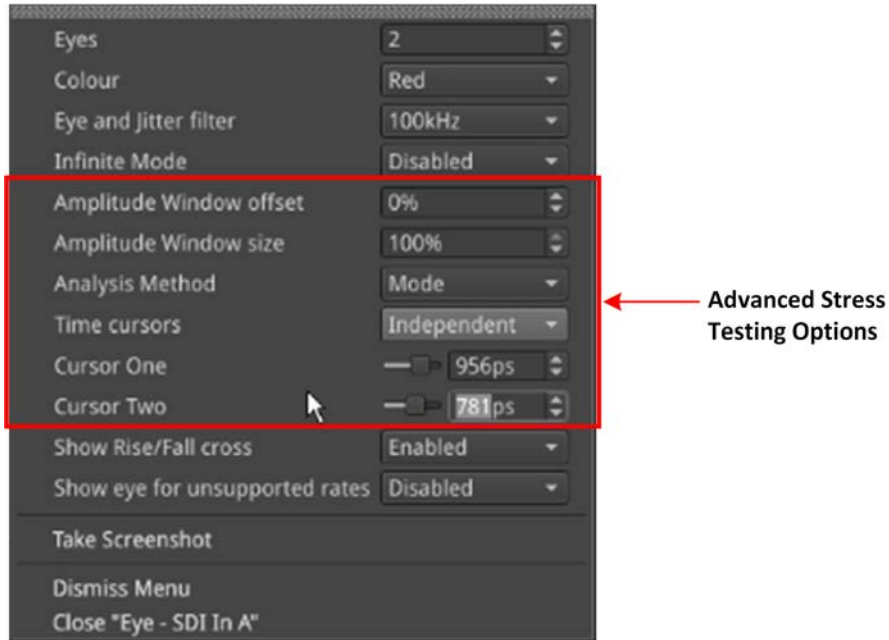 Eyes 2
Colour Red
Eye and Jitter filter 100kHz
Infinite Mode Disabled
Amplitude Window offset 0%
Amplitude Window size 100%
Analysis Method Mode
Time cursors Independent
Cursor One 956ps
Cursor Two 781ps
Show Rise/Fall cross Enabled
Show eye for unsupported rates Disabled
Take Screenshot
Dismiss Menu
Close "Eye - SDI In A"
Advanced Stress
Testing Options